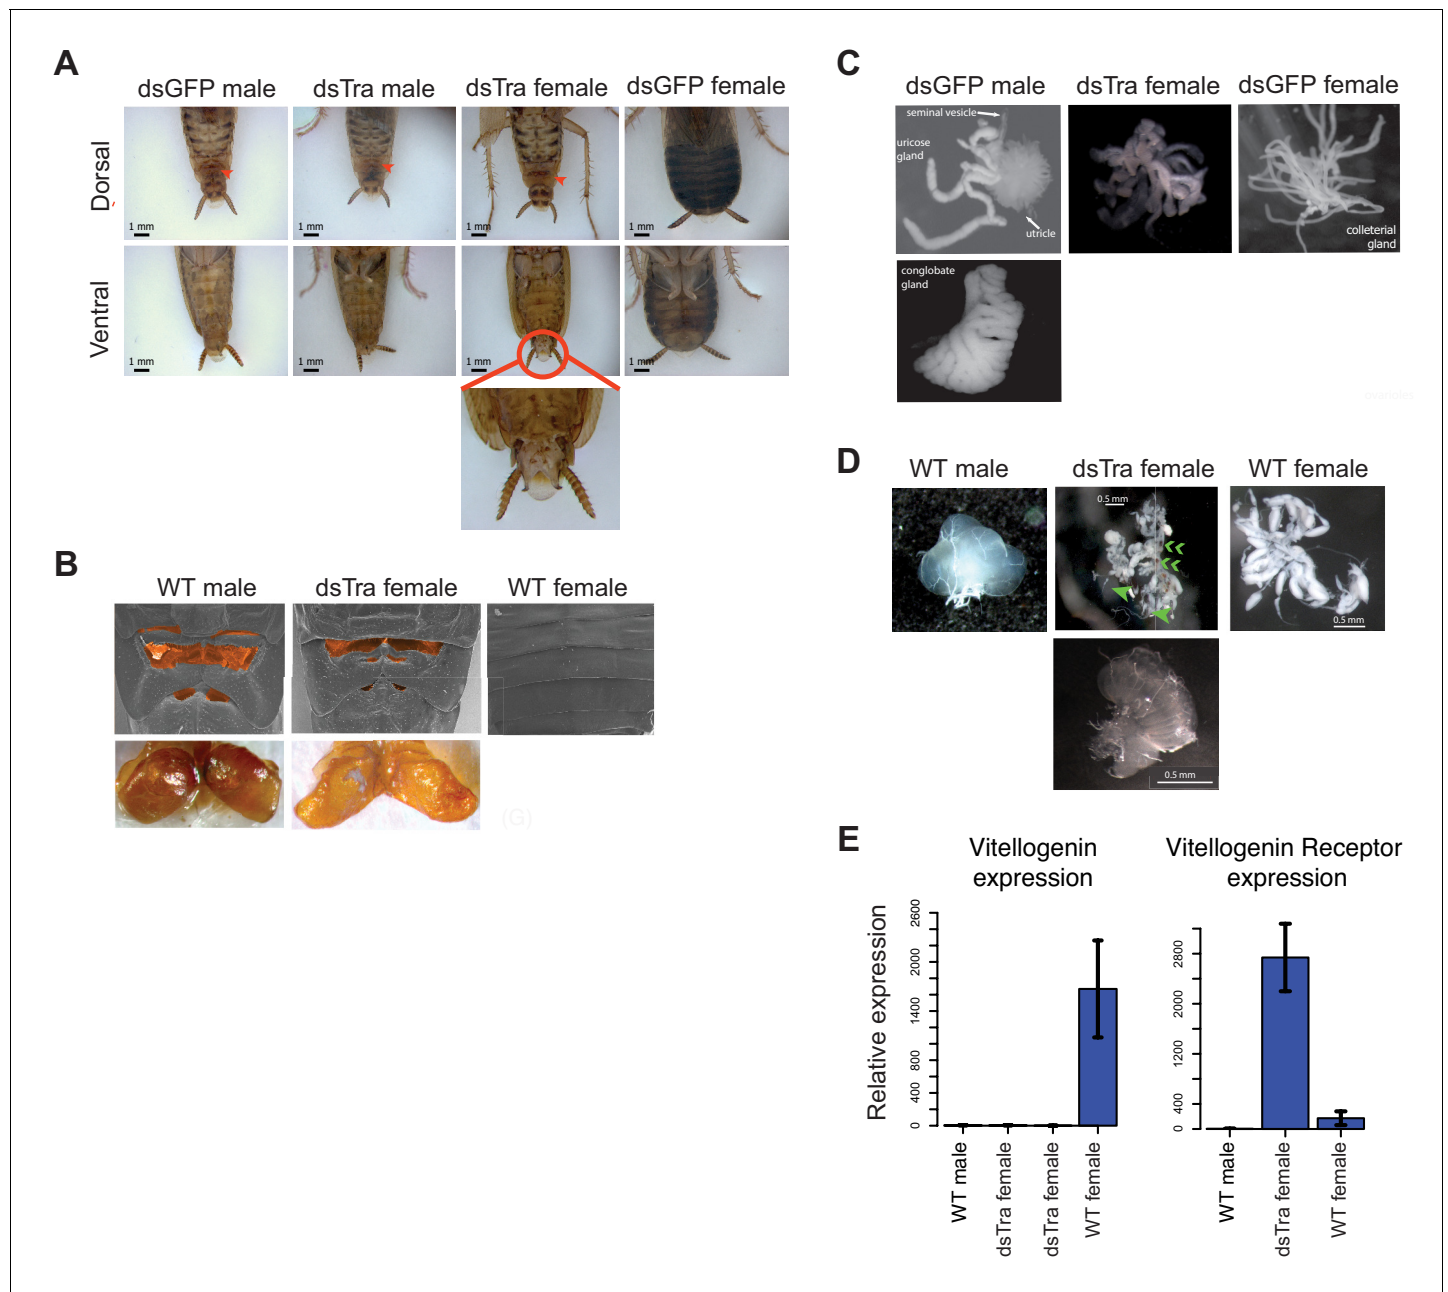 A
dsGFP male
dsTra male
dsTra female
dsGFP female
Dorsal
1 mm
1 mm
1 mm
1 mm
Ventral
1 mm
1 mm
1 mm
1 mm
B
WT male
dsTra female
WT female
(G)
C
dsGFP male
dsTra female
dsGFP female
seminal vesicle
uricose
gland
utricle
colleterial
gland
conglobate
gland
D
WT male
dsTra female
WT female
0.5 mm
0.5 mm
0.5 mm
E
Vitellogenin
expression
Vitellogenin Receptor
expression
Relative expression
2600
2000
1400
800
400
0
WT male
dsTra female
dsTra female
WT female
2800
2000
1200
400
0
WT male
dsTra female
WT female